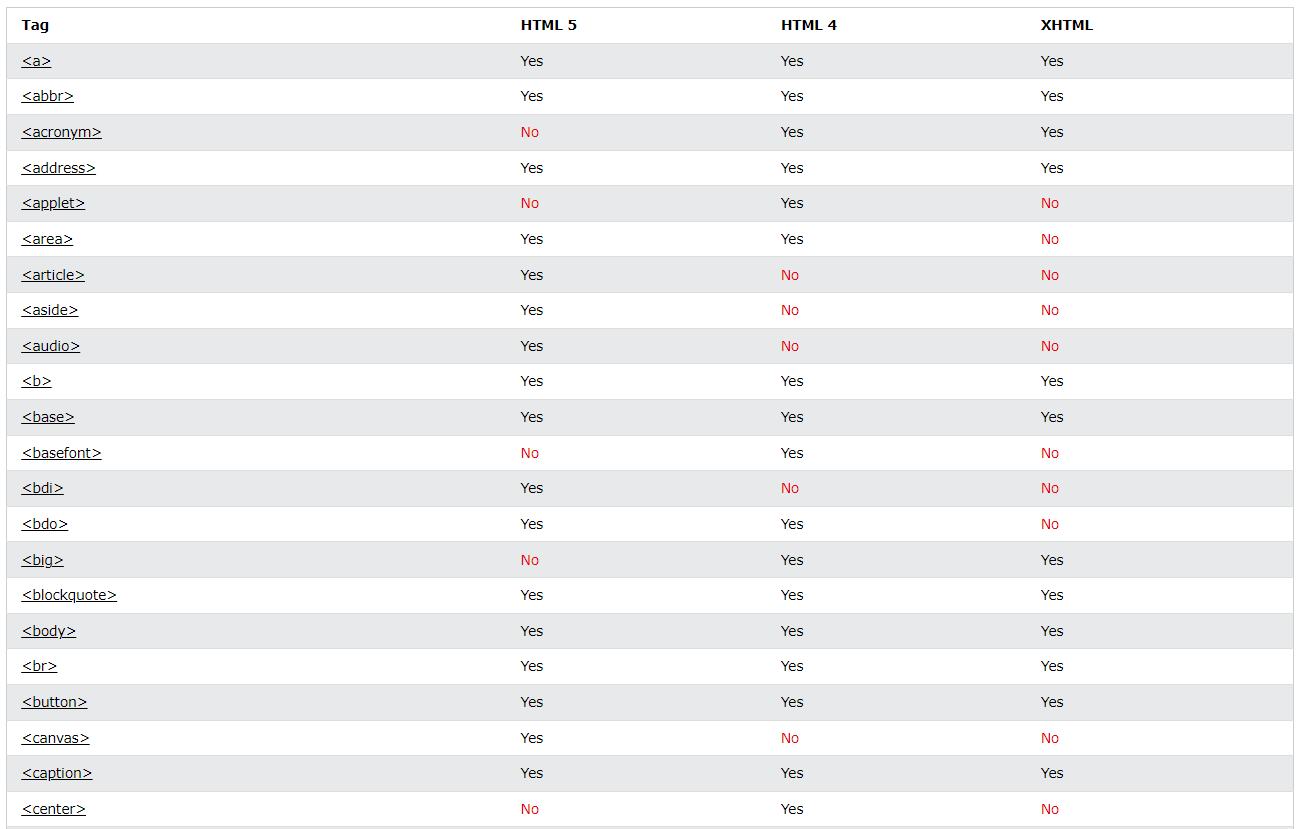 Tag HTML 5 HTML 4 XHTML
<a> Yes Yes Yes
<abbr> Yes Yes Yes
<acronym> No Yes Yes
<address> Yes Yes Yes
<applet> No Yes No
<area> Yes Yes No
<article> Yes No No
<aside> Yes No No
<audio> Yes No No
<b> Yes Yes Yes
<base> Yes Yes Yes
<basefont> No Yes No
<bdi> Yes No No
<bdo> Yes Yes No
<big> No Yes Yes
<blockquote> Yes Yes Yes
<body> Yes Yes Yes
<br> Yes Yes Yes
<button> Yes Yes Yes
<canvas> Yes No No
<caption> Yes Yes Yes
<center> No Yes No